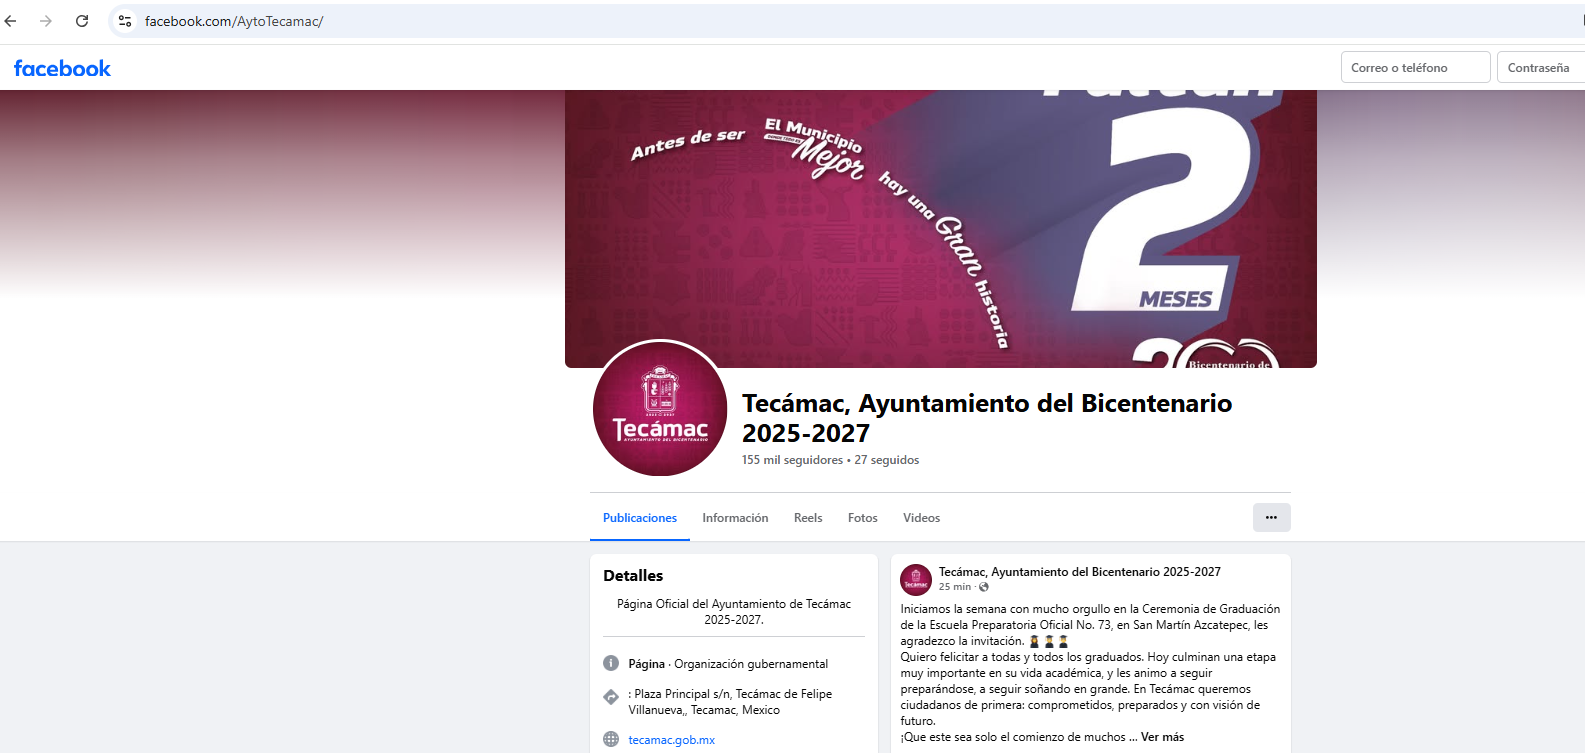 facebook.com/AytoTecamac/
facebook
Correo o teléfono
Contraseña
Antes de ser
El Municipio
Mejor
hay una
Gran
historia
2
MESES
200
Bicentenario de
Tecámac
AYUNTAMIENTO DEL BICENTENARIO
Tecámac, Ayuntamiento del Bicentenario
2025-2027
155 mil seguidores • 27 seguidos
Publicaciones
Información
Reels
Fotos
Videos
Detalles
Página Oficial del Ayuntamiento de Tecámac
2025-2027.
Página · Organización gubernamental
: Plaza Principal s/n, Tecámac de Felipe
Villanueva,, Tecamac, Mexico
tecamac.gob.mx
Tecámac
Tecámac, Ayuntamiento del Bicentenario 2025-2027
25 min ·
Iniciamos la semana con mucho orgullo en la Ceremonia de Graduación
de la Escuela Preparatoria Oficial No. 73, en San Martín Azcatepec, les
agradezco la invitación. 👩‍🎓👨‍🎓👨‍🎓
Quiero felicitar a todas y todos los graduados. Hoy culminan una etapa
muy importante en su vida académica, y les animo a seguir
preparándose, a seguir soñando en grande. En Tecámac queremos
ciudadanos de primera: comprometidos, preparados y con visión de
futuro.
¡Que este sea solo el comienzo de muchos ... Ver más